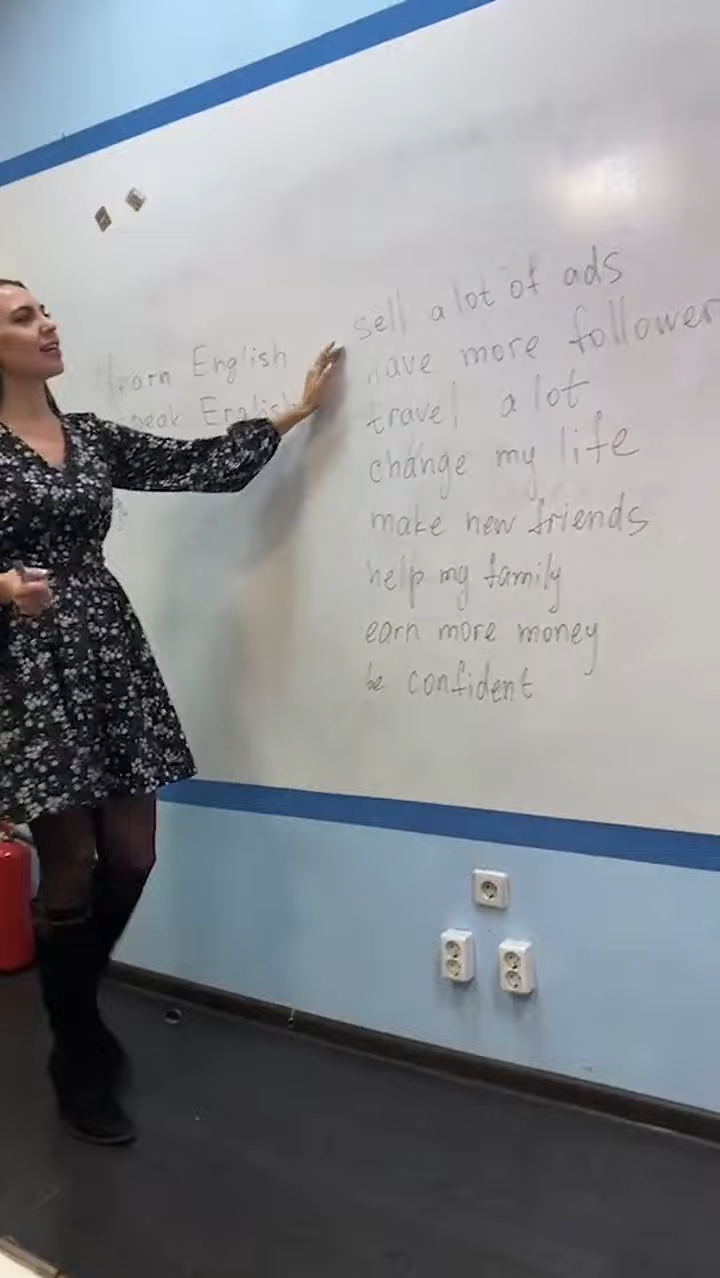 learn English
speak English
sell a lot of ads
have more follower
travel a lot
change my life
make new friends
help my family
earn more money
be confident